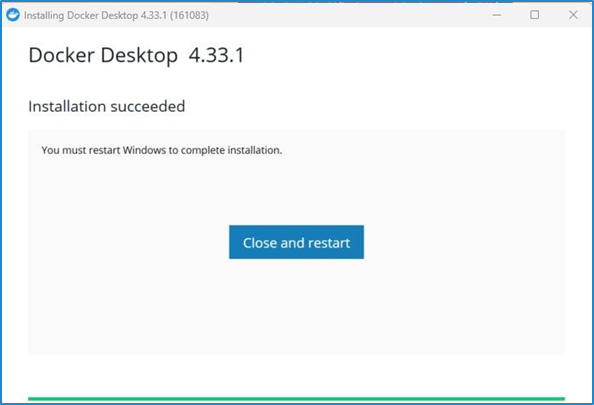 Installing Docker Desktop 4.33.1 (161083)
Docker Desktop 4.33.1
Installation succeeded
You must restart Windows to complete installation.
Close and restart